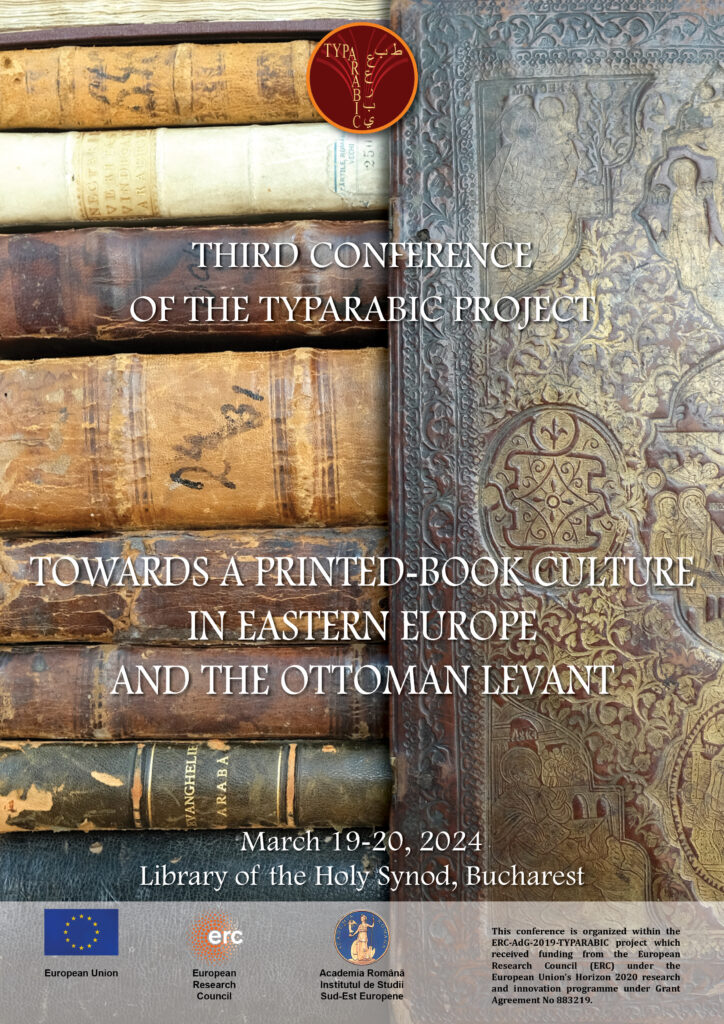 TYPARABIC
THIRD CONFERENCE
OF THE TYPARABIC PROJECT
TOWARDS A PRINTED-BOOK CULTURE
IN EASTERN EUROPE
AND THE OTTOMAN LEVANT
EVANGHELIE
ARABA
March 19-20, 2024
Library of the Holy Synod, Bucharest
European Union
erc
European
Research
Council
Academia Română
Institutul de Studii
Sud-Est Europene
This conference is organized within the
ERC-AdG-2019-TYPARABIC project which
received funding from the European
Research Council (ERC) under the
European Union's Horizon 2020 research
and innovation programme under Grant
Agreement No 883219.